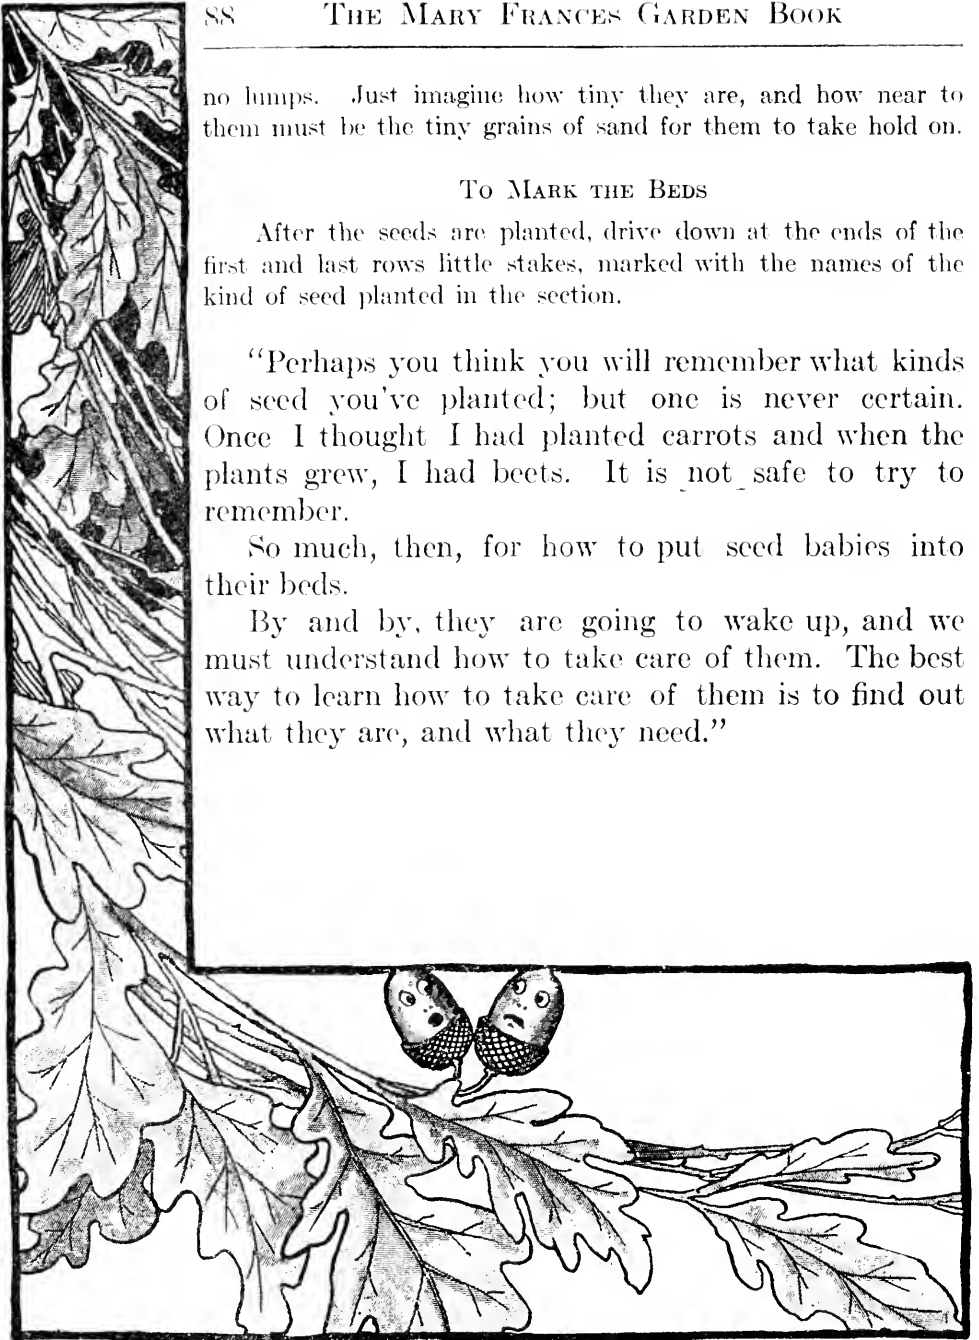 88 The Mary Frances Garden Book
no lumps. Just imagine how tiny they are, and how near to
them must be the tiny grains of sand for them to take hold on.
To Mark the Beds
After the seeds are planted, drive down at the ends of the
first and last rows little stakes, marked with the names of the
kind of seed planted in the section.
“Perhaps you think you will remember what kinds
of seed you’ve planted; but one is never certain.
Once I thought I had planted carrots and when the
plants grew, I had beets. It is not safe to try to
remember.
So much, then, for how to put seed babies into
their beds.
By and by, they are going to wake up, and we
must understand how to take care of them. The best
way to learn how to take care of them is to find out
what they are, and what they need.”